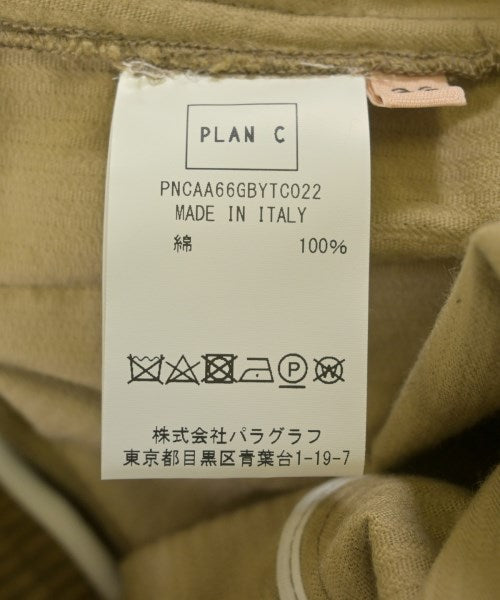 PLAN C
PNCAA66GBYTC022
MADE IN ITALY
綿 100%
株式会社パラグラフ
東京都目黒区青葉台1-19-7